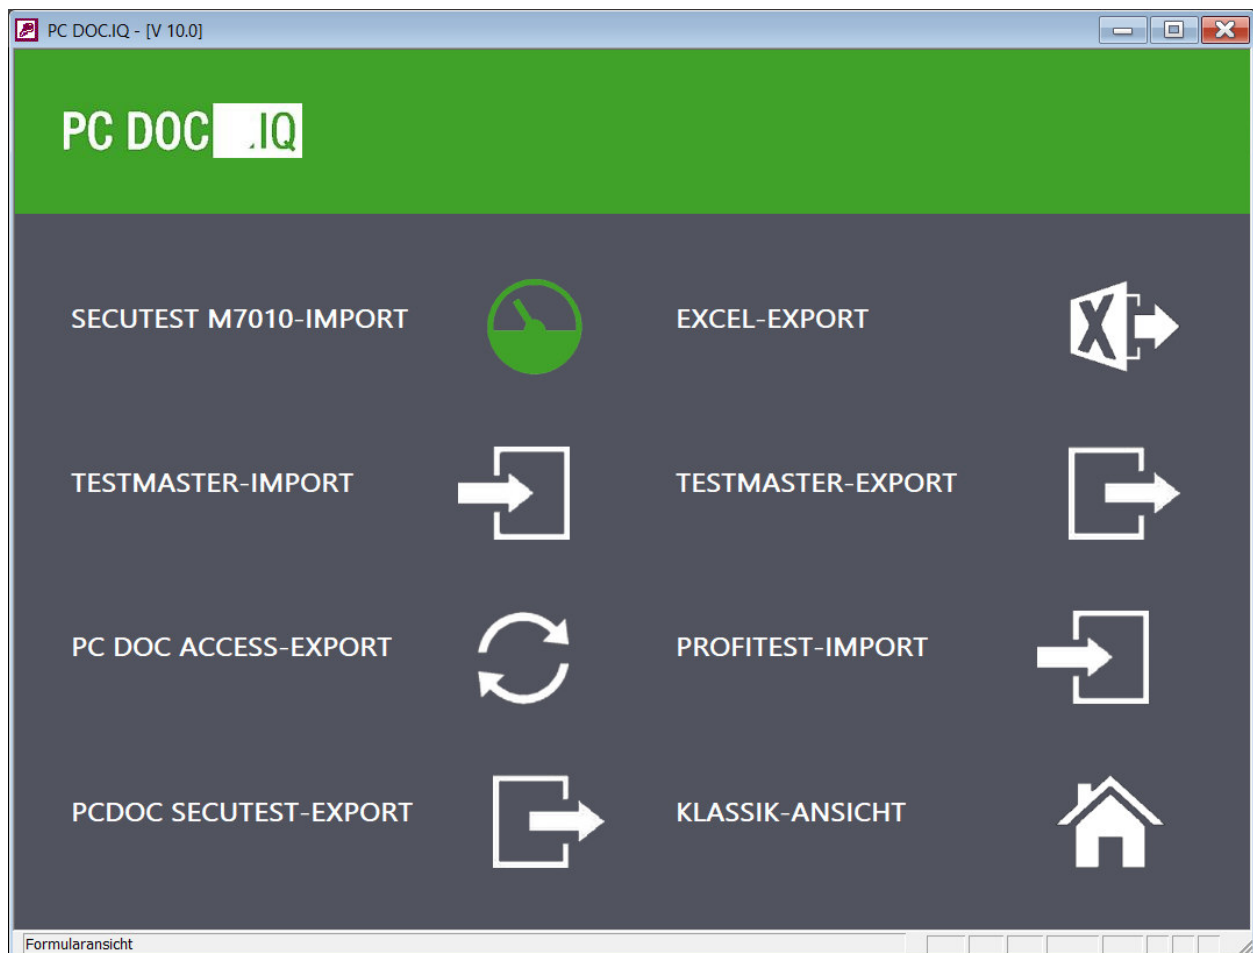 PC DOC.IQ - [V 10.0]
PC DOC .IQ
SECUTEST M7010-IMPORT
EXCEL-EXPORT
X
TESTMASTER-IMPORT
TESTMASTER-EXPORT
PC DOC ACCESS-EXPORT
PROFITEST-IMPORT
PCDOC SECUTEST-EXPORT
KLASSIK-ANSICHT
Formularansicht